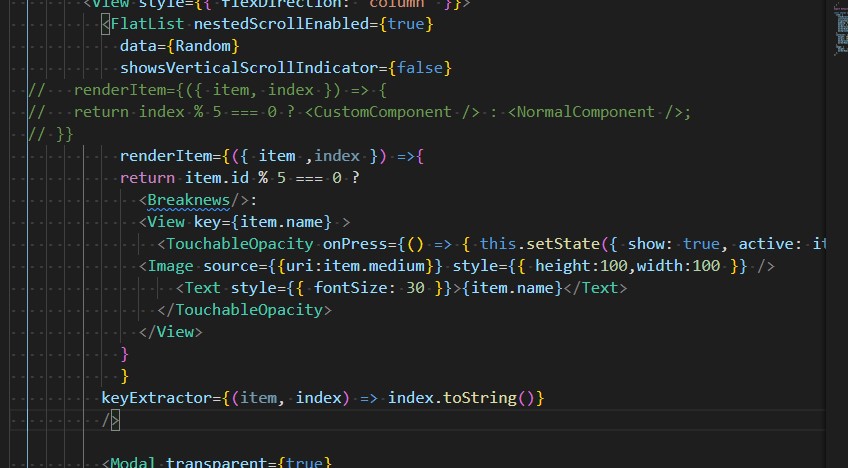 <View style={{ flexDirection: 'column' }}>
<FlatList nestedScrollEnabled={true}
data={Random}
showsVerticalScrollIndicator={false}
// renderItem={({ item, index }) => {
// return index % 5 === 0 ? <CustomComponent /> : <NormalComponent />;
// }}
renderItem={({ item ,index }) =>{
return item.id % 5 === 0 ?
<Breaknews/>:
<View key={item.name} >
<TouchableOpacity onPress={() => { this.setState({ show: true, active: it
<Image source={{uri:item.medium}} style={{ height:100,width:100 }} />
<Text style={{ fontSize: 30 }}>{item.name}</Text>
</TouchableOpacity>
</View>
}
}
keyExtractor={(item, index) => index.toString()}
/>
<Modal transparent={true}